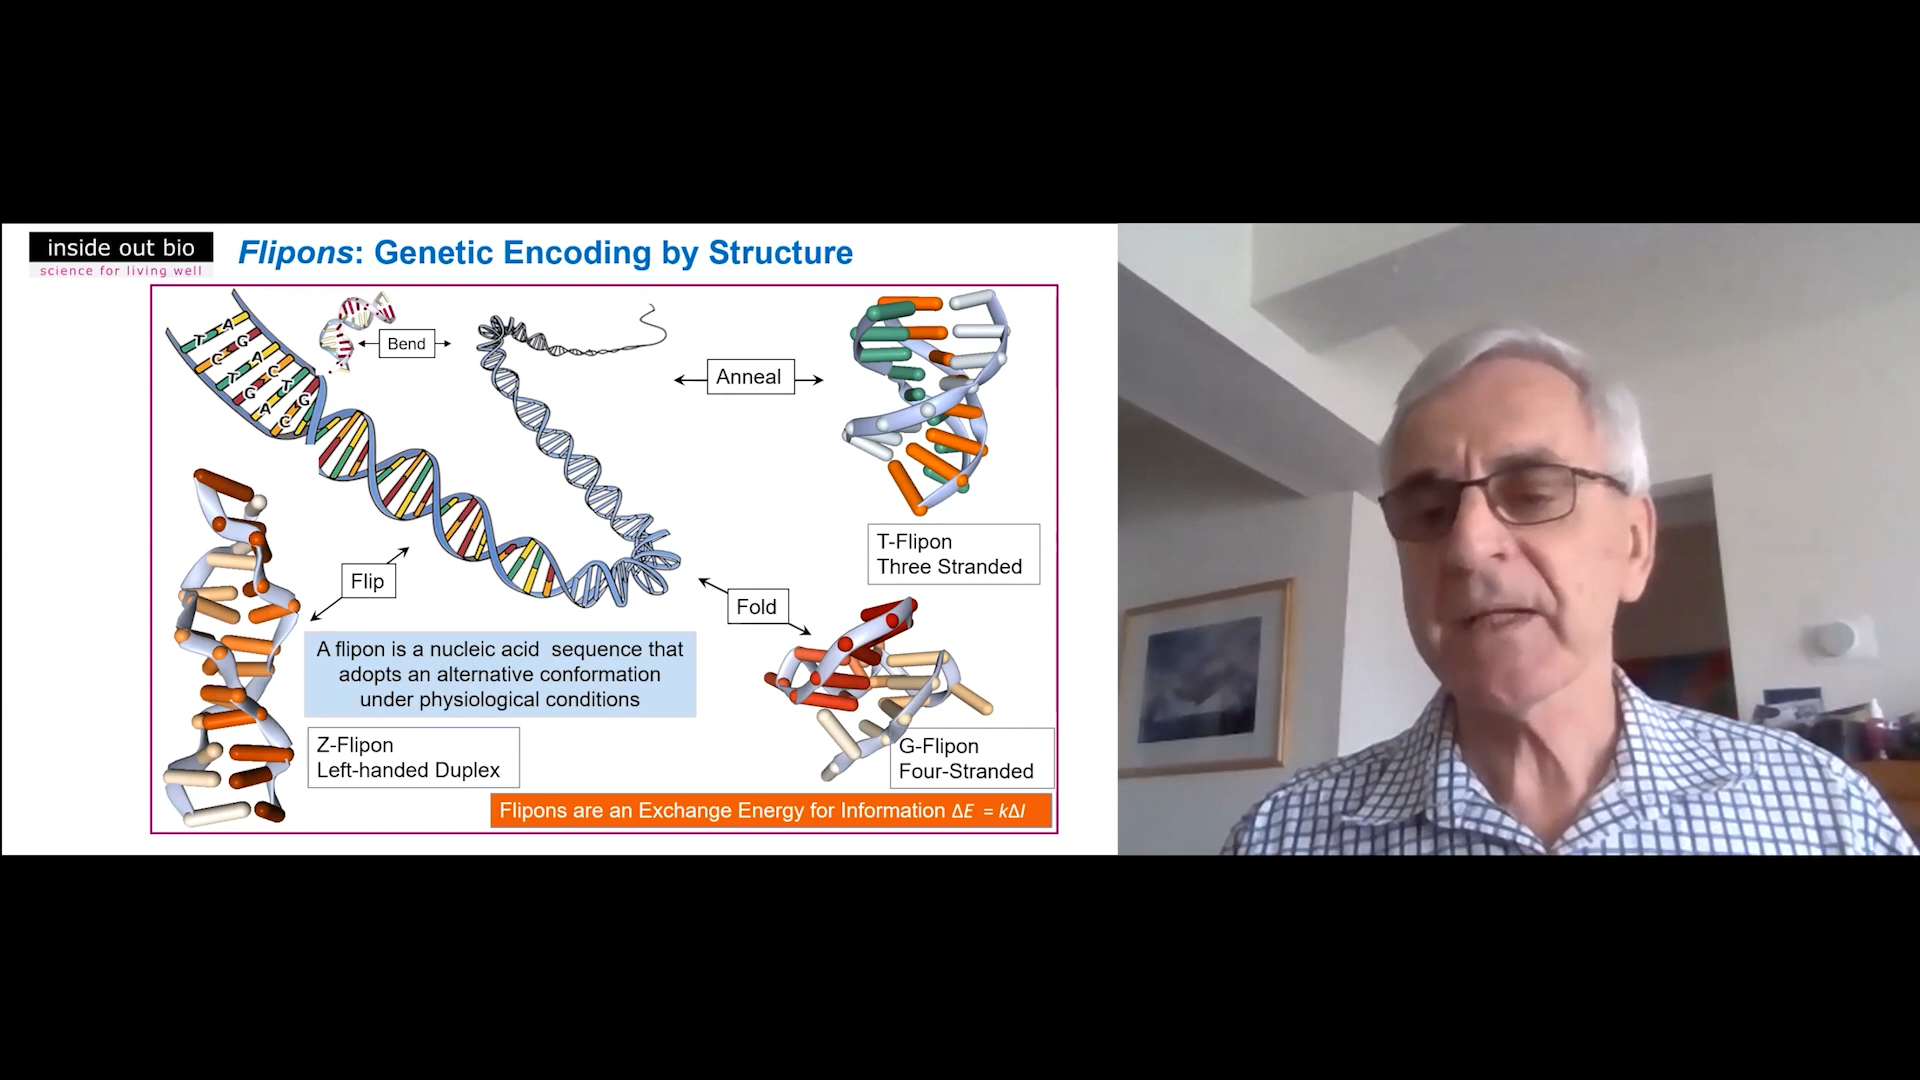 inside out bio
science for living well
Flipons: Genetic Encoding by Structure
Bend
Anneal
T
A
C
G
T
A
G
C
A
T
C
G
T-Flipon
Three Stranded
Flip
Fold
A flipon is a nucleic acid sequence that
adopts an alternative conformation
under physiological conditions
Z-Flipon
Left-handed Duplex
G-Flipon
Four-Stranded
Flipons are an Exchange Energy for Information ΔE = kΔI